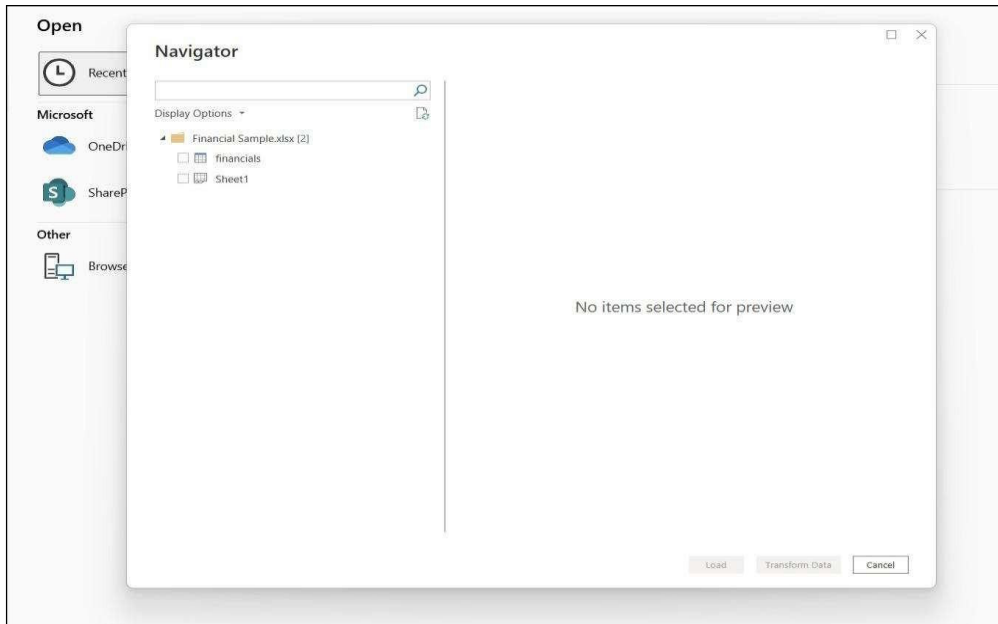 Open
Recent
Microsoft
OneDri
ShareP
Other
Browse
Navigator
Display Options
Financial Sample.xlsx [2]
financials
Sheet1
No items selected for preview
Load
Transform Data
Cancel